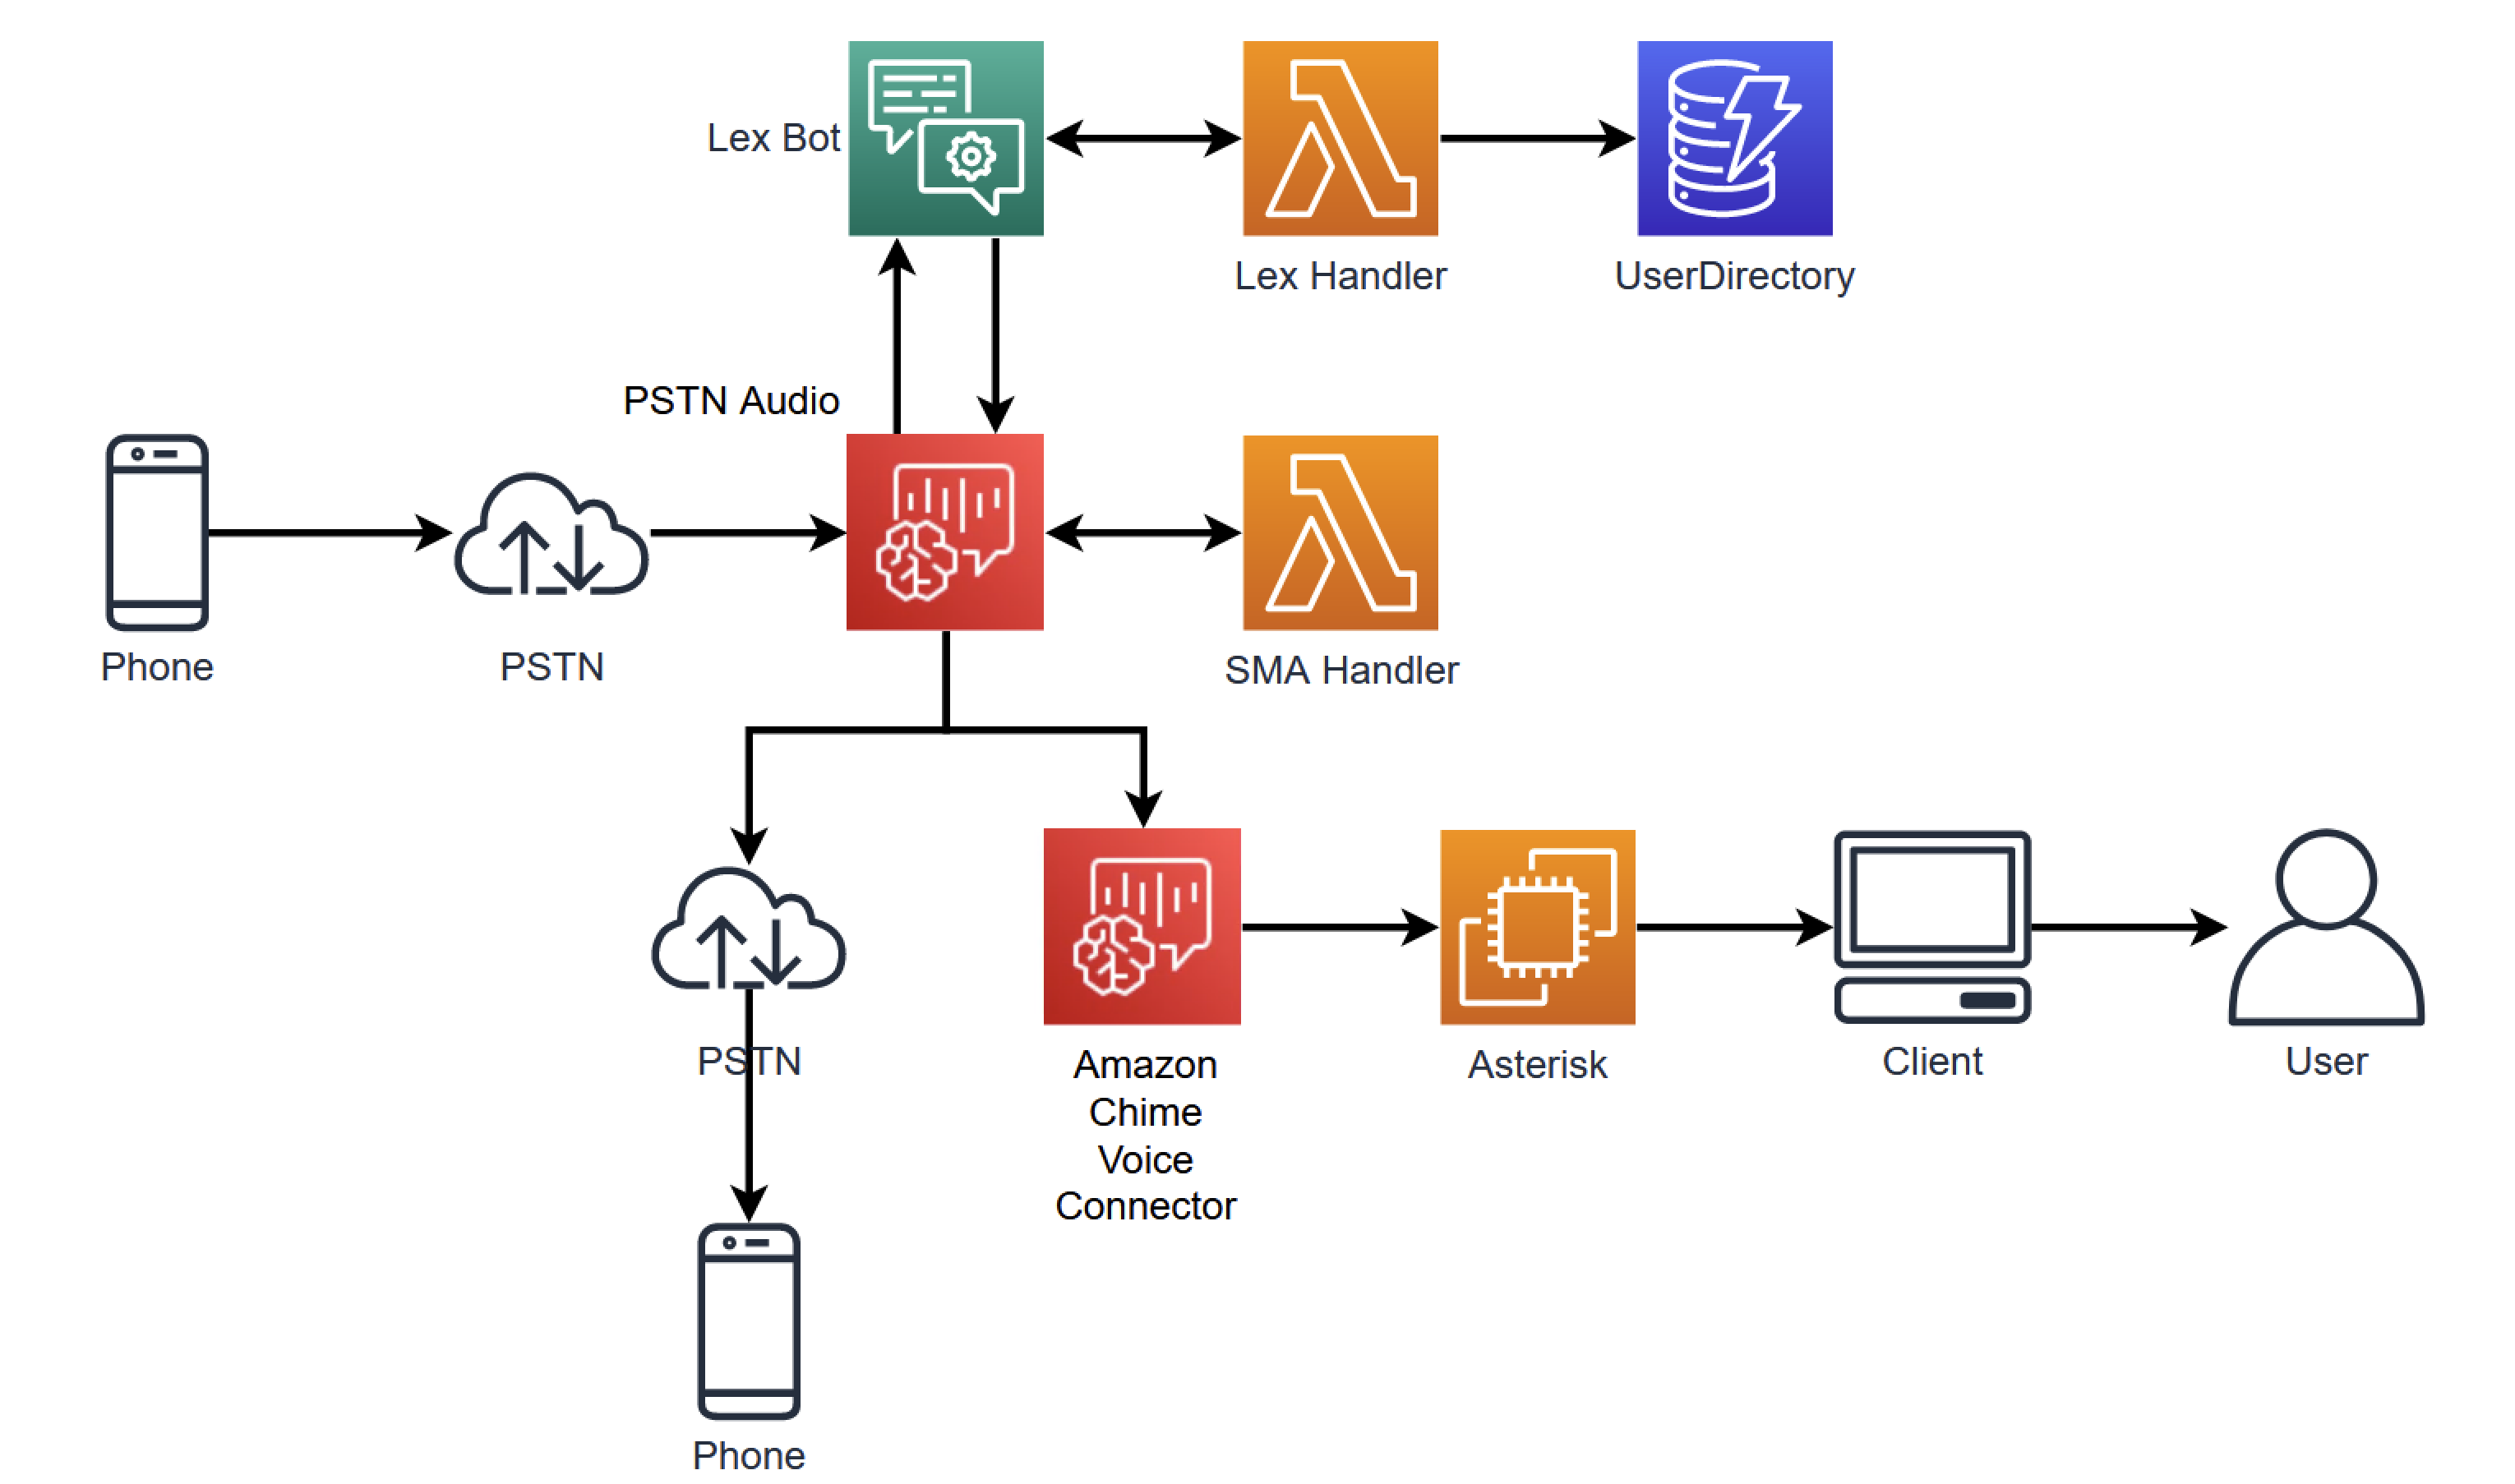 Lex Bot
Lex Handler
UserDirectory
PSTN Audio
Phone
PSTN
SMA Handler
PSTN
Amazon
Chime
Voice
Connector
Asterisk
Client
User
Phone